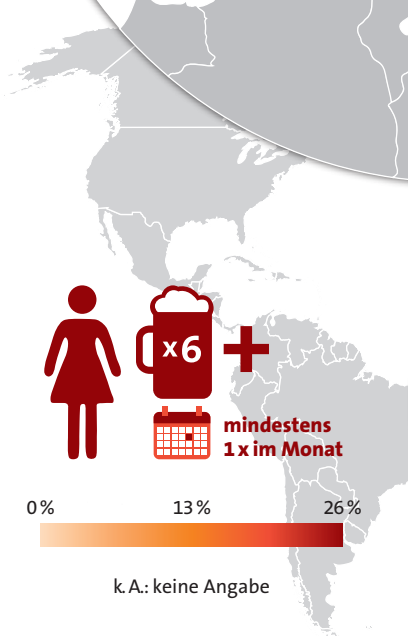 x6 +
mindestens
1 x im Monat
0 % 13 % 26 %
k. A.: keine Angabe